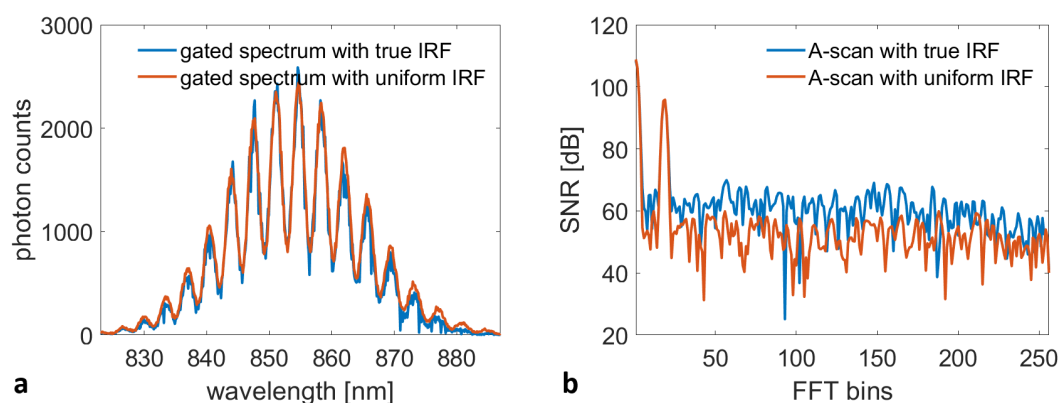 3000
gated spectrum with true IRF
gated spectrum with uniform IRF
2000
1000
0
photon counts
830 840 850 860 870 880
wavelength [nm]
a
120
A-scan with true IRF
A-scan with uniform IRF
100
80
60
40
20
SNR [dB]
50 100 150 200 250
FFT bins
b